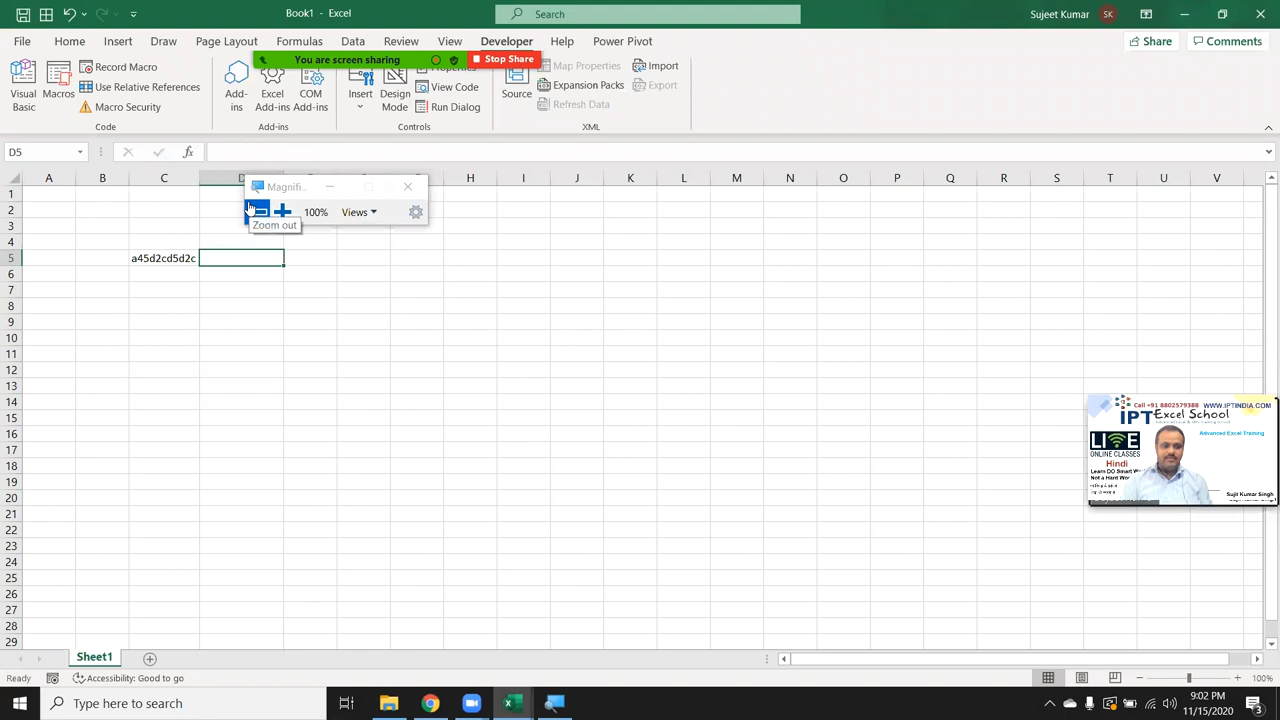 Book1 - Excel
Search
Sujeet Kumar
SK
File
Home
Insert
Draw
Page Layout
Formulas
Data
Review
View
Developer
Help
Power Pivot
Share
Comments
You are screen sharing
Stop Share
Visual
Basic
Macros
Record Macro
Use Relative References
Macro Security
Code
Add-
ins
Excel
Add-ins
COM
Add-ins
Add-ins
Insert
Design
Mode
Properties
View Code
Run Dialog
Controls
Source
Map Properties
Expansion Packs
Refresh Data
Import
Export
XML
D5
fx
A B C D H I J K L M N O P Q R S T U V
Magnifi...
100%
Views
Zoom out
1
2
3
4
5 a45d2cd5d2c
6
7
8
9
10
11
12
13
14
15
16
17
18
19
20
21
22
23
24
25
26
27
28
29
Call +91 8802579388 WWW.IPTINDIA.COM
IPT Excel School
LIVE
ONLINE CLASSES
Hindi
Advanced Excel Training
Learn DO Smart Wo
Not a Hard Wor
Sujit Kumar Singh
Sheet1
Ready
Accessibility: Good to go
100%
Type here to search
9:02 PM
11/15/2020
3